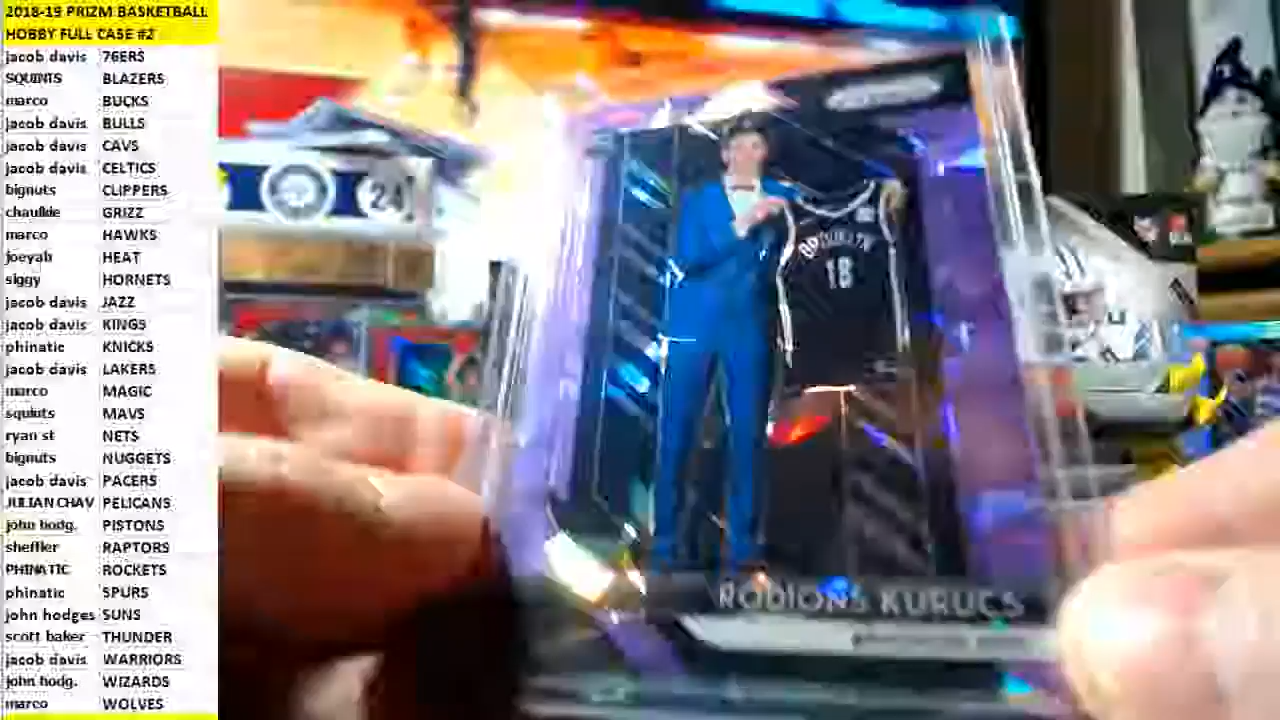 2018-19 PRIZM BASKETBALL
HOBBY FULL CASE #2
jacob davis 76ERS
SQUINTS BLAZERS
marco BUCKS
jacob davis BULLS
jacob davis CAVS
jacob davis CELTICS
bignuts CLIPPERS
chaulkie GRIZZ
marco HAWKS
joeyah HEAT
siggy HORNETS
jacob davis JAZZ
jacob davis KINGS
phinatic KNICKS
jacob davis LAKERS
marco MAGIC
squints MAVS
ryan st NETS
bignuts NUGGETS
jacob davis PACERS
JULIAN CHAV PELICANS
john hodg. PISTONS
sheffler RAPTORS
PHINATIC ROCKETS
phinatic SPURS
john hodges SUNS
scott baker THUNDER
jacob davis WARRIORS
john hodg. WIZARDS
marco WOLVES
24
BROOKLYN
18
RODIONS KURUCS